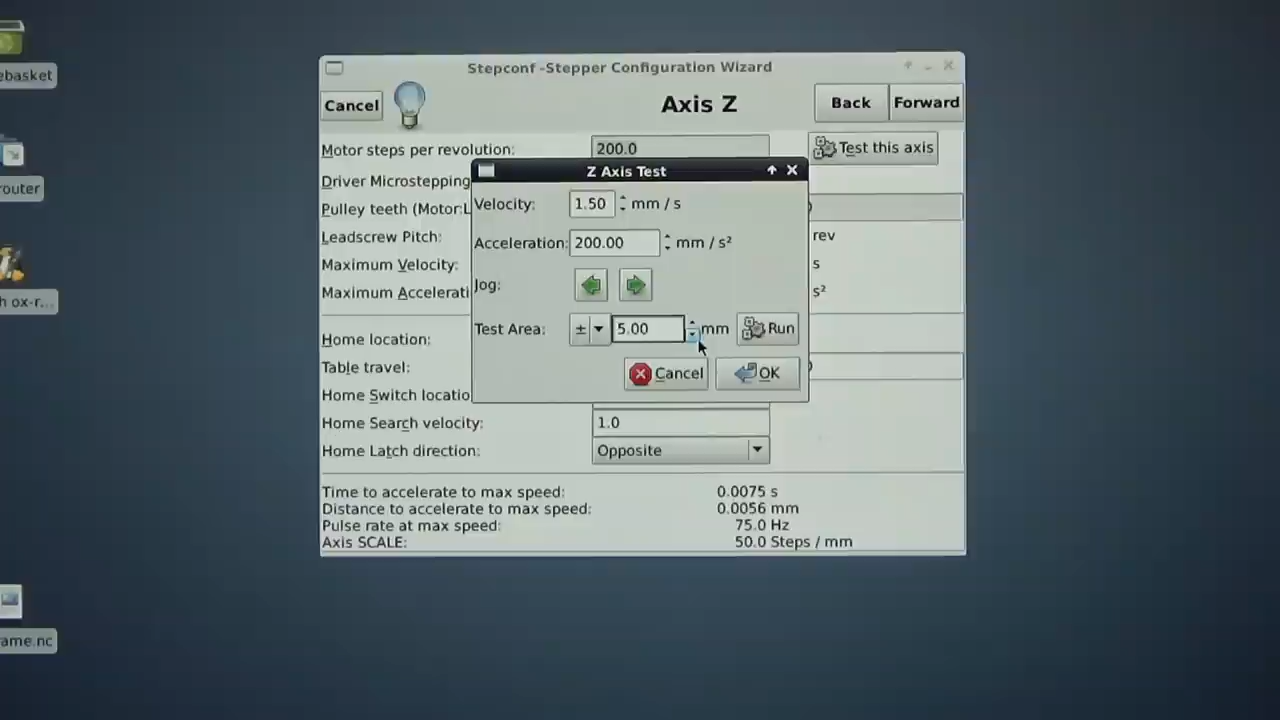 Stepconf -Stepper Configuration Wizard
Cancel
Axis Z
Back
Forward
Motor steps per revolution:
200.0
Test this axis
Z Axis Test
Driver Microstepping
Velocity:
1.50
mm / s
Pulley teeth (Motor:L
Leadscrew Pitch:
rev
Acceleration:
200.00
mm / s²
Maximum Velocity:
s
Maximum Accelerati
s²
Jog:
Test Area:
±
5.00
mm
Run
Home location:
Table travel:
Cancel
OK
Home Switch locatio
Home Search velocity:
1.0
Home Latch direction:
Opposite
Time to accelerate to max speed:
0.0075 s
Distance to accelerate to max speed:
0.0056 mm
Pulse rate at max speed:
75.0 Hz
Axis SCALE:
50.0 Steps / mm
ebasket
router
h ox-r...
ame.nc